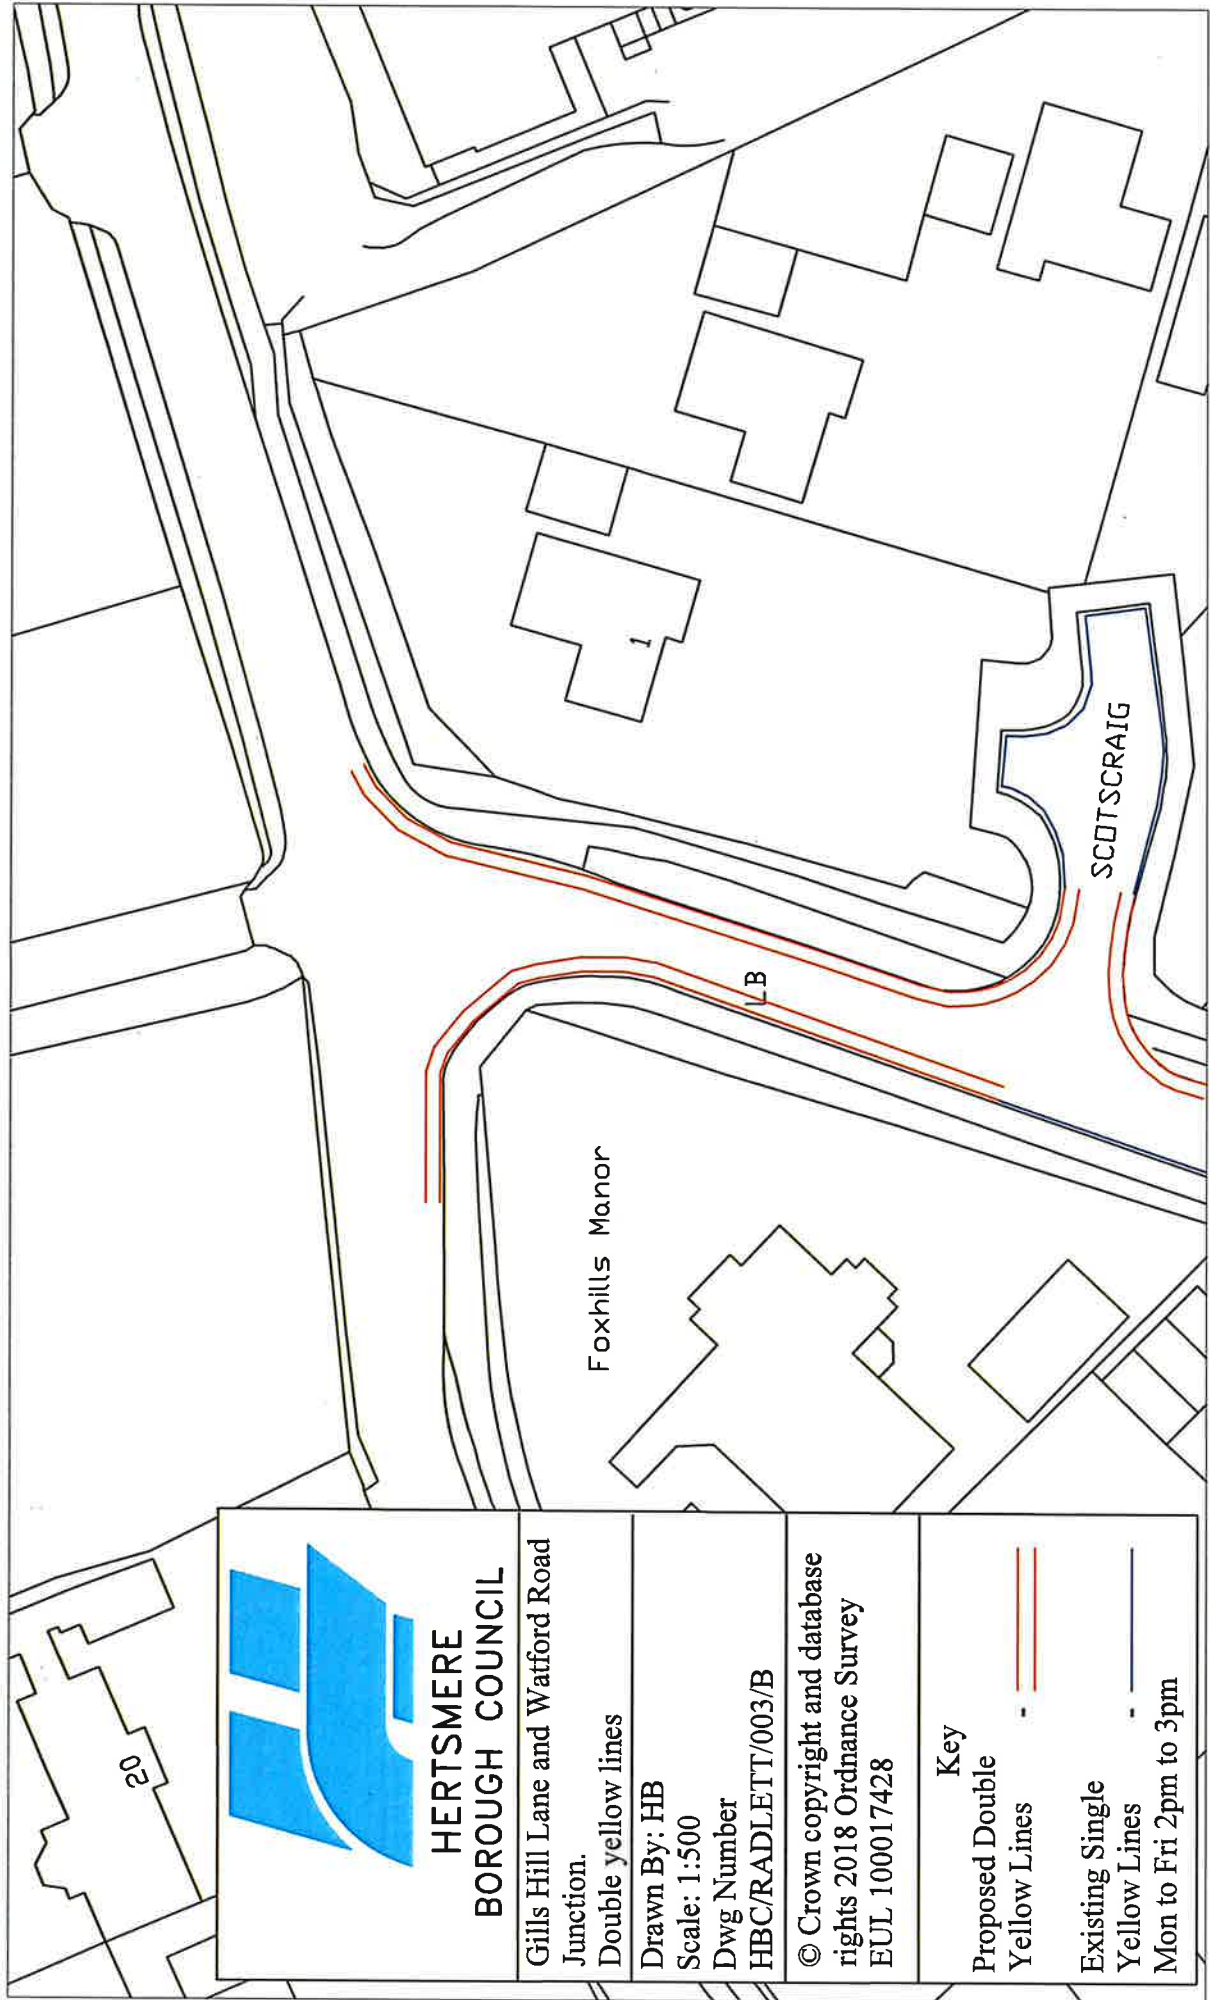 HERTSMERE
BOROUGH COUNCIL
Gills Hill Lane and Watford Road
Junction.
Double yellow lines
Drawn By: HB
Scale: 1:500
Dwg Number
HBC/RADLETT/003/B
© Crown copyright and database
rights 2018 Ordnance Survey
EUL 100017428
Key
Proposed Double
Yellow Lines -
Existing Single
Yellow Lines -
Mon to Fri 2pm to 3pm
20
Foxhills Manor
LB
1
SCOTSCRAIG